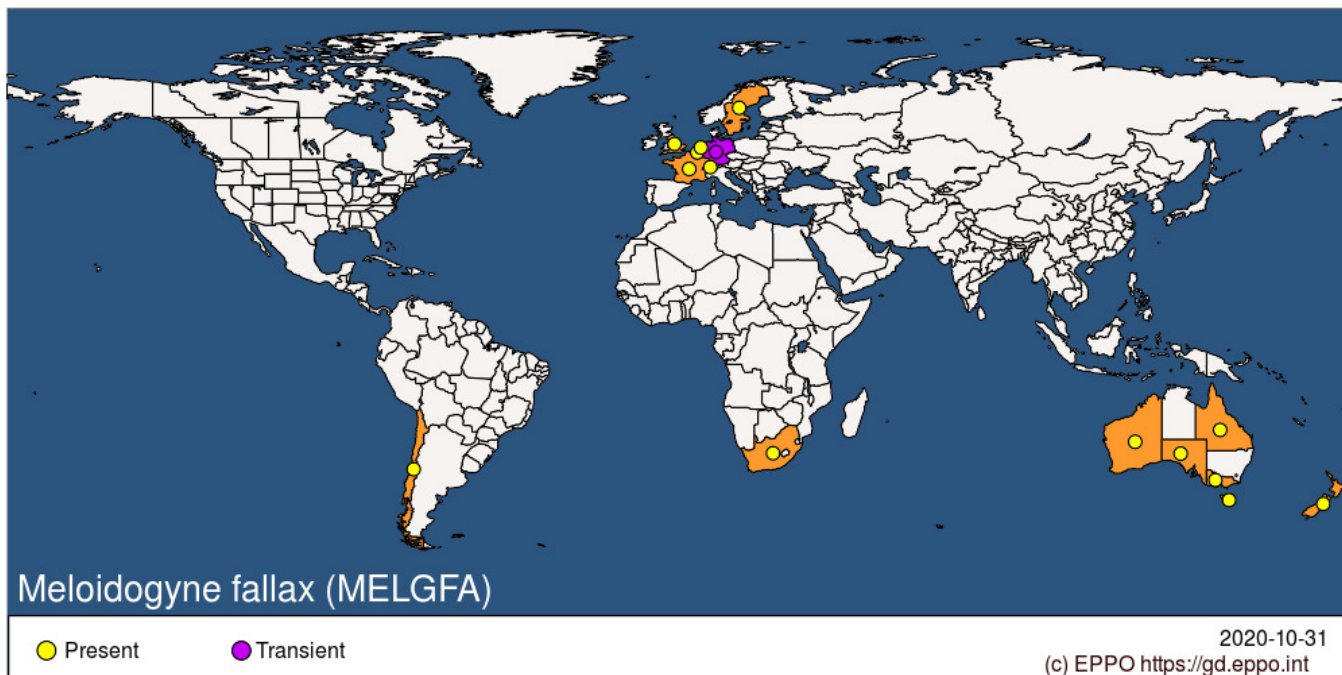 Meloidogyne fallax (MELGFA)
Present
Transient
2020-10-31
(c) EPPO https://gd.eppo.int